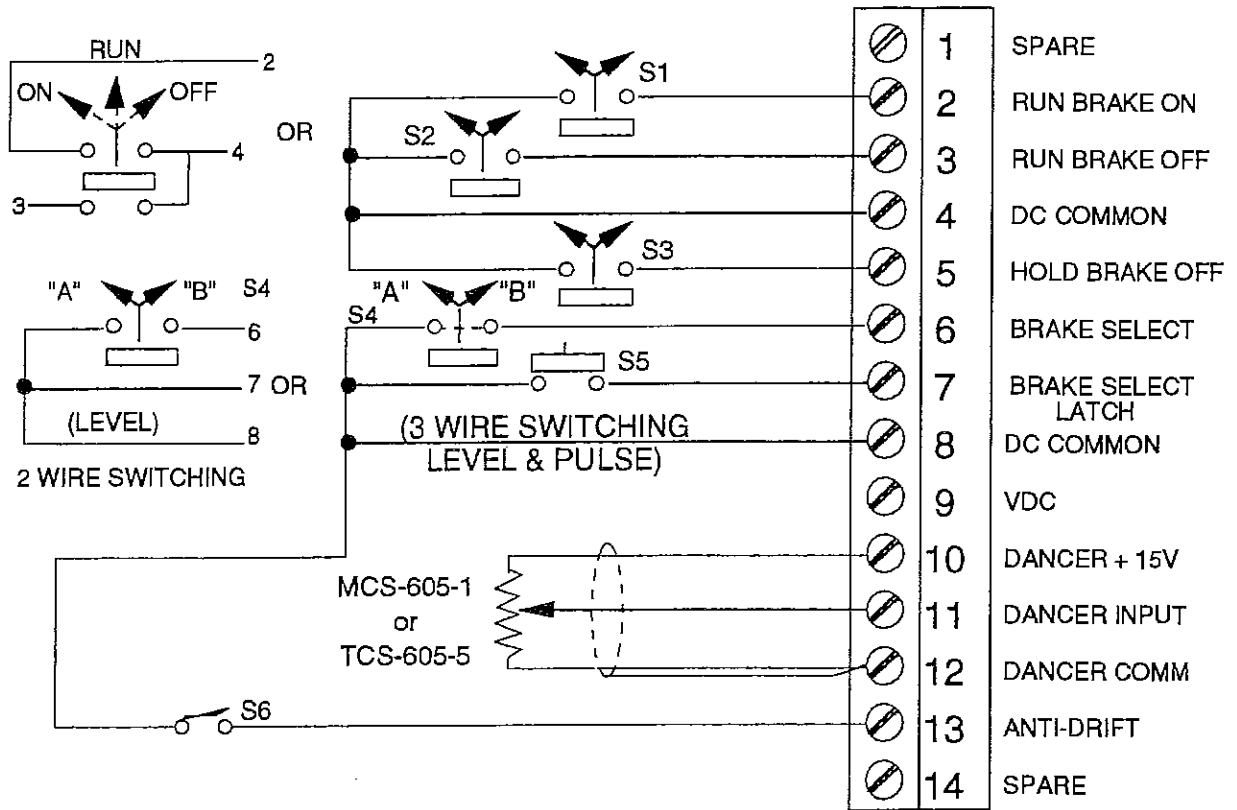 RUN
2
ON
OFF
4
3
OR
S1
S2
S3
"A"
"B"
S4
6
7 OR
8
(LEVEL)
2 WIRE SWITCHING
S4
"A"
"B"
S5
(3 WIRE SWITCHING
LEVEL & PULSE)
MCS-605-1
or
TCS-605-5
S6
1 SPARE
2 RUN BRAKE ON
3 RUN BRAKE OFF
4 DC COMMON
5 HOLD BRAKE OFF
6 BRAKE SELECT
7 BRAKE SELECT
LATCH
8 DC COMMON
9 VDC
10 DANCER + 15V
11 DANCER INPUT
12 DANCER COMM
13 ANTI-DRIFT
14 SPARE